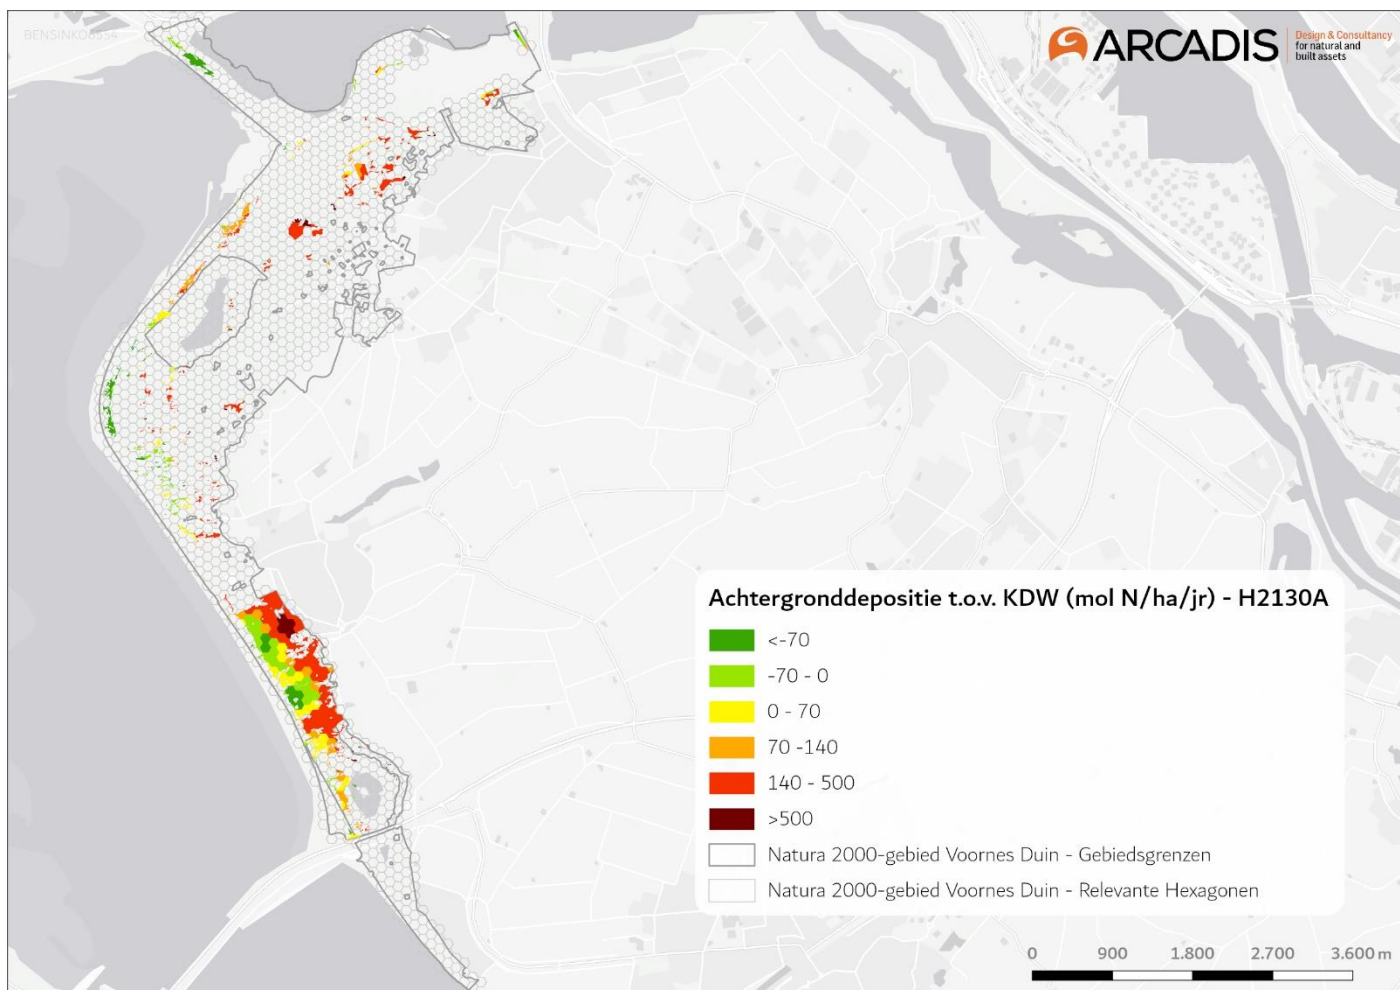 BENSINKO6554
ARCADIS
Design & Consultancy
for natural and
built assets
Achtergronddepositie t.o.v. KDW (mol N/ha/jr) - H2130A
<-70
-70 - 0
0 - 70
70 -140
140 - 500
>500
Natura 2000-gebied Voornes Duin - Gebiedsgrenzen
Natura 2000-gebied Voornes Duin - Relevante Hexagonen
0 900 1.800 2.700 3.600 m